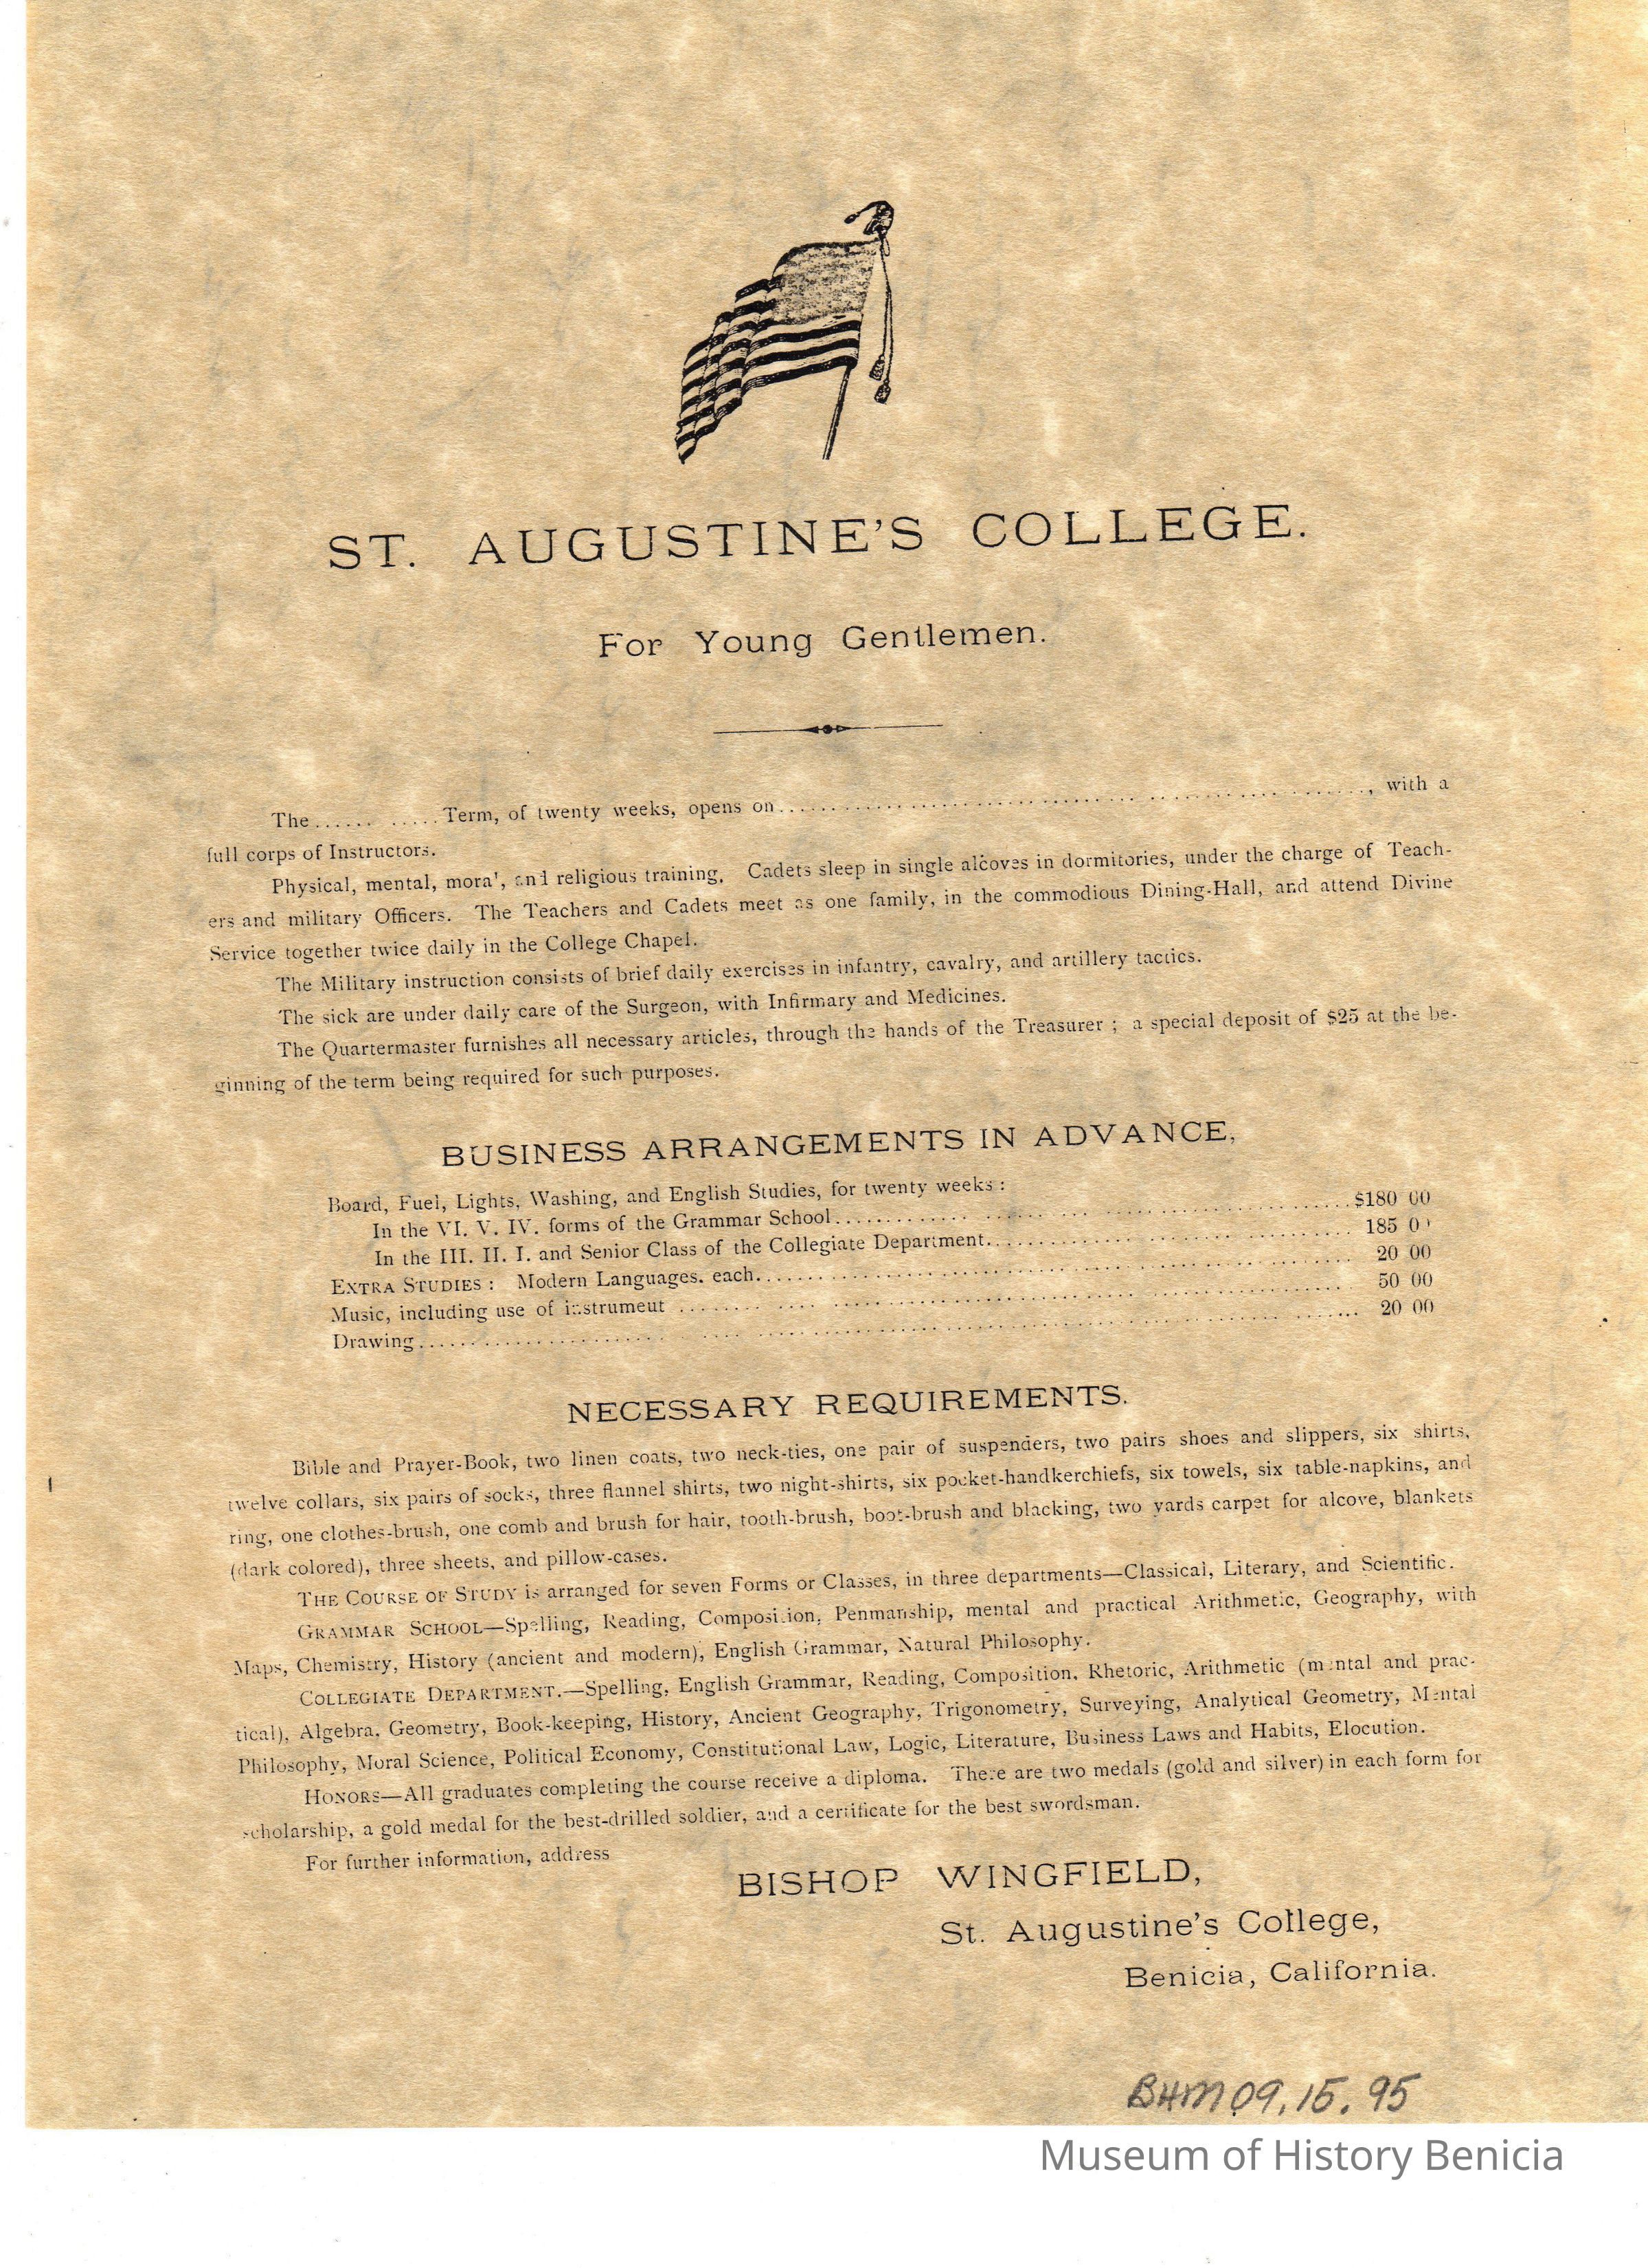 ST. AUGUSTINE'S COLLEGE.
For Young Gentlemen.
The...... .....Term, of twenty weeks, opens on......................................................................, with a
full corps of Instructors.
Physical, mental, mora', and religious training. Cadets sleep in single alcoves in dormitories, under the charge of Teach-
ers and military Officers. The Teachers and Cadets meet as one family, in the commodious Dining-Hall, and attend Divine
Service together twice daily in the College Chapel.
The Military instruction consists of brief daily exercises in infantry, cavalry, and artillery tactics.
The sick are under daily care of the Surgeon, with Infirmary and Medicines.
The Quartermaster furnishes all necessary articles, through the hands of the Treasurer ; a special deposit of $25 at the be-
ginning of the term being required for such purposes.
BUSINESS ARRANGEMENTS IN ADVANCE,
Board, Fuel, Lights, Washing, and English Studies, for twenty weeks :
In the VI. V. IV. forms of the Grammar School..........................................$180 00
In the III. II. I. and Senior Class of the Collegiate Department.............................. 185 0
EXTRA STUDIES : Modern Languages. each.................................................. 20 00
Music, including use of instrumeut .................................................. 50 00
Drawing.................................................................. 20 00
NECESSARY REQUIREMENTS.
Bible and Prayer-Book, two linen coats, two neck-ties, one pair of suspenders, two pairs shoes and slippers, six shirts,
twelve collars, six pairs of socks, three flannel shirts, two night-shirts, six pocket-handkerchiefs, six towels, six table-napkins, and
ring, one clothes-brush, one comb and brush for hair, tooth-brush, boot-brush and blacking, two yards carpet for alcove, blankets
(dark colored), three sheets, and pillow-cases.
THE COURSE OF STUDY is arranged for seven Forms or Classes, in three departments—Classical, Literary, and Scientific.
GRAMMAR SCHOOL—Spelling, Reading, Composition, Penmanship, mental and practical Arithmetic, Geography, with
Maps, Chemistry, History (ancient and modern), English Grammar, Natural Philosophy.
COLLEGIATE DEPARTMENT.—Spelling, English Grammar, Reading, Composition. Rhetoric, Arithmetic (mental and prac-
tical), Algebra. Geometry, Book-keeping, History, Ancient Geography, Trigonometry, Surveying, Analytical Geometry, Mental
Philosophy, Moral Science, Political Economy, Constitutional Law, Logic, Literature, Business Laws and Habits, Elocution.
HONORS—All graduates completing the course receive a diploma. There are two medals (gold and silver) in each form for
scholarship, a gold medal for the best-drilled soldier, and a certificate for the best swordsman.
For further information, address
BISHOP WINGFIELD,
St. Augustine's College,
Benicia, California.
BHM 09.15.95
Museum of History Benicia